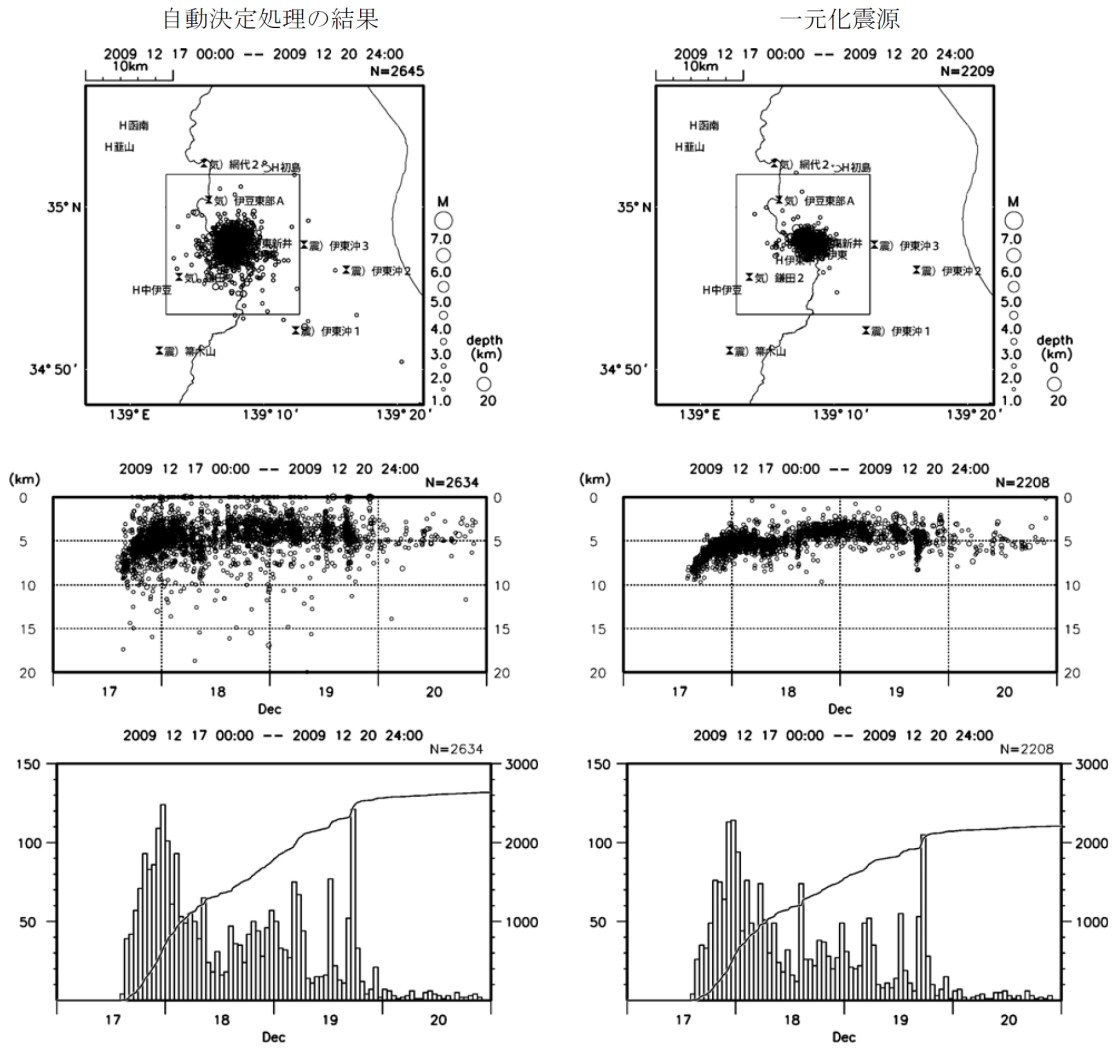 自動決定処理の結果
2009 12 17 00:00 -- 2009 12 20 24:00
10km
N=2645
H函南
H韮山
気）網代２
H初島
35°N
気）伊豆東部Ａ
新井
震）伊東沖３
震）伊東沖２
気）
H中伊豆
震）伊東沖１
震）箒木山
34°50'
139°E
139°10'
139°20'
M
7.0
6.0
5.0
4.0
3.0
2.0
1.0
depth
(km)
0
20
一元化震源
2009 12 17 00:00 -- 2009 12 20 24:00
10km
N=2209
H函南
H韮山
気）網代２
H初島
35°N
気）伊豆東部Ａ
新井
震）伊東沖３
H伊東
伊東
震）伊東沖２
気）鎌田２
H中伊豆
震）伊東沖１
震）箒木山
34°50'
139°E
139°10'
139°20'
M
7.0
6.0
5.0
4.0
3.0
2.0
1.0
depth
(km)
0
20
2009 12 17 00:00 -- 2009 12 20 24:00
(km)
N=2634
0 0
5 5
10 10
15 15
20 20
17 18 19 20
Dec
2009 12 17 00:00 -- 2009 12 20 24:00
(km)
N=2208
0 0
5 5
10 10
15 15
20 20
17 18 19 20
Dec
2009 12 17 00:00 -- 2009 12 20 24:00
N=2634
150 3000
100 2000
50 1000
17 18 19 20
Dec
2009 12 17 00:00 -- 2009 12 20 24:00
N=2208
150 3000
100 2000
50 1000
17 18 19 20
Dec